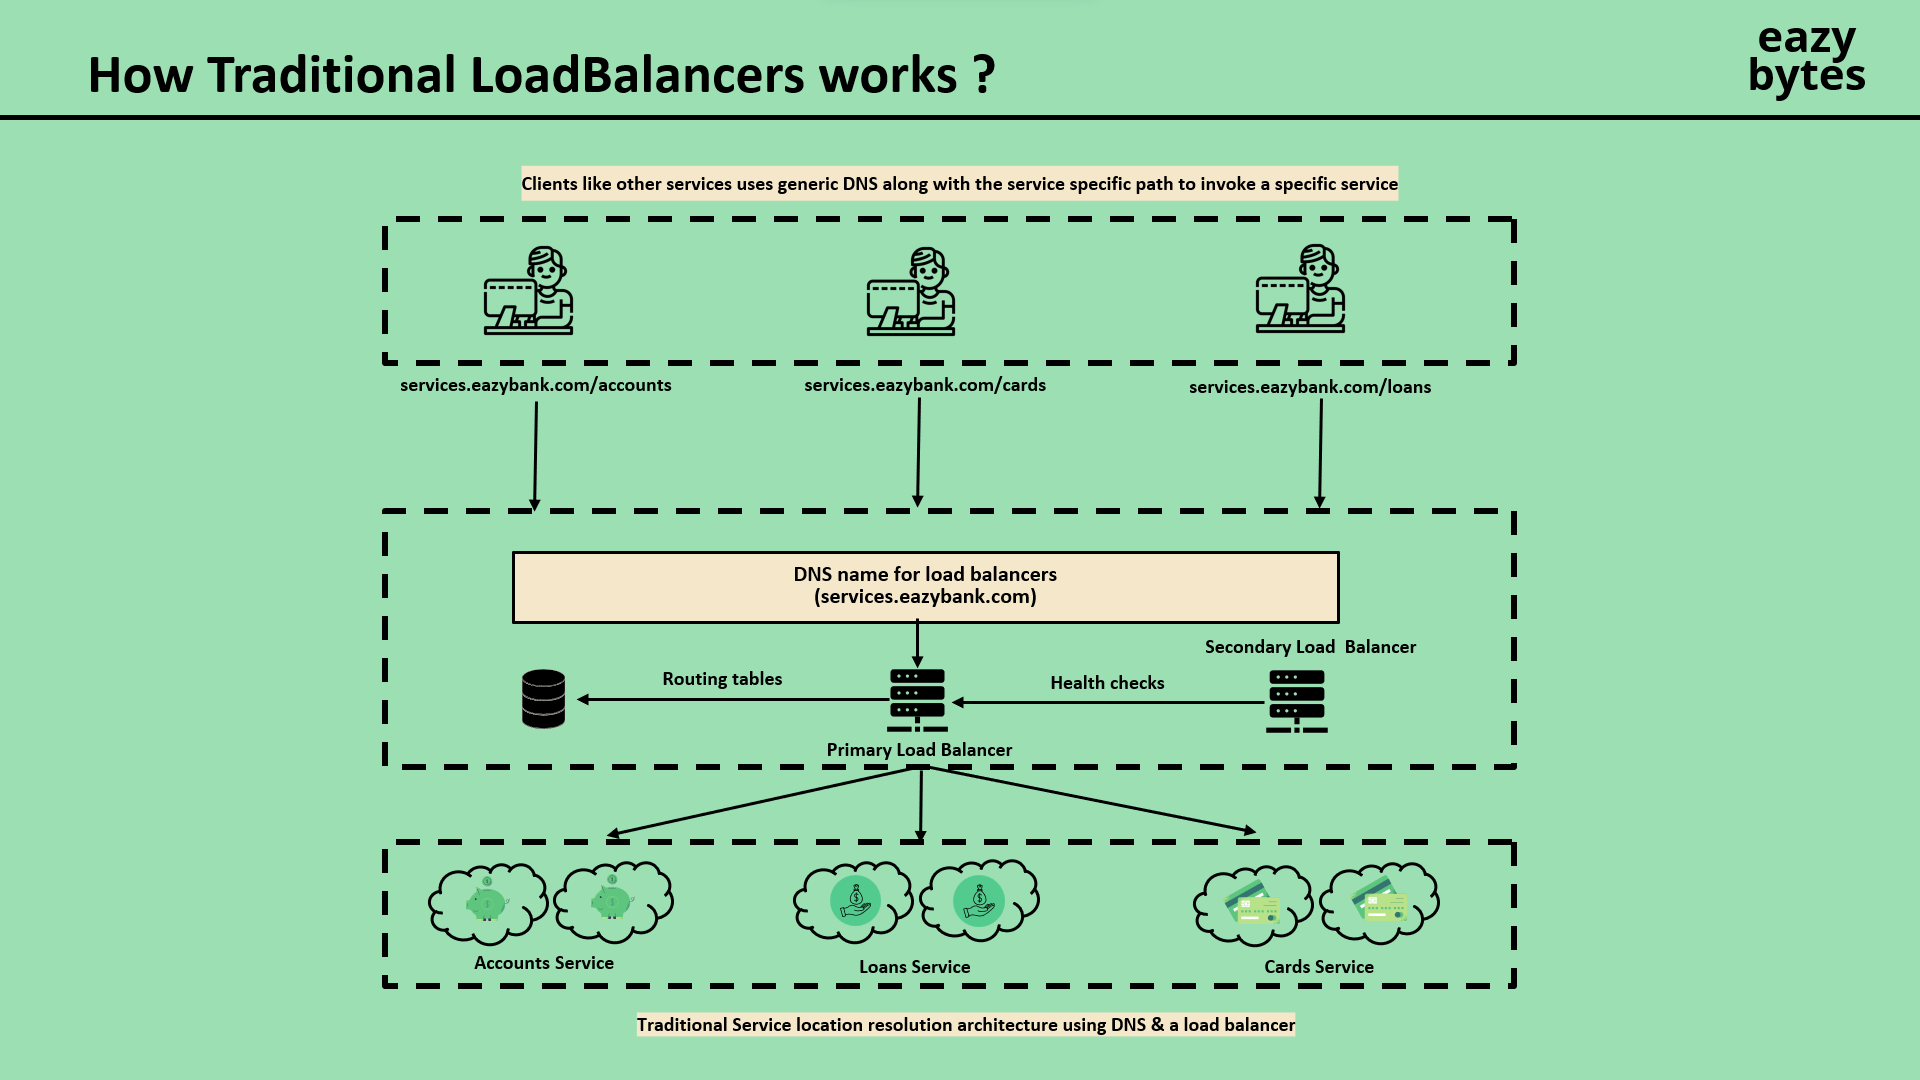 How Traditional LoadBalancers works ?
eazy
bytes
Clients like other services uses generic DNS along with the service specific path to invoke a specific service
services.eazybank.com/accounts
services.eazybank.com/cards
services.eazybank.com/loans
DNS name for load balancers
(services.eazybank.com)
Secondary Load  Balancer
Routing tables
Health checks
Primary Load Balancer
Accounts Service
Loans Service
Cards Service
Traditional Service location resolution architecture using DNS & a load balancer